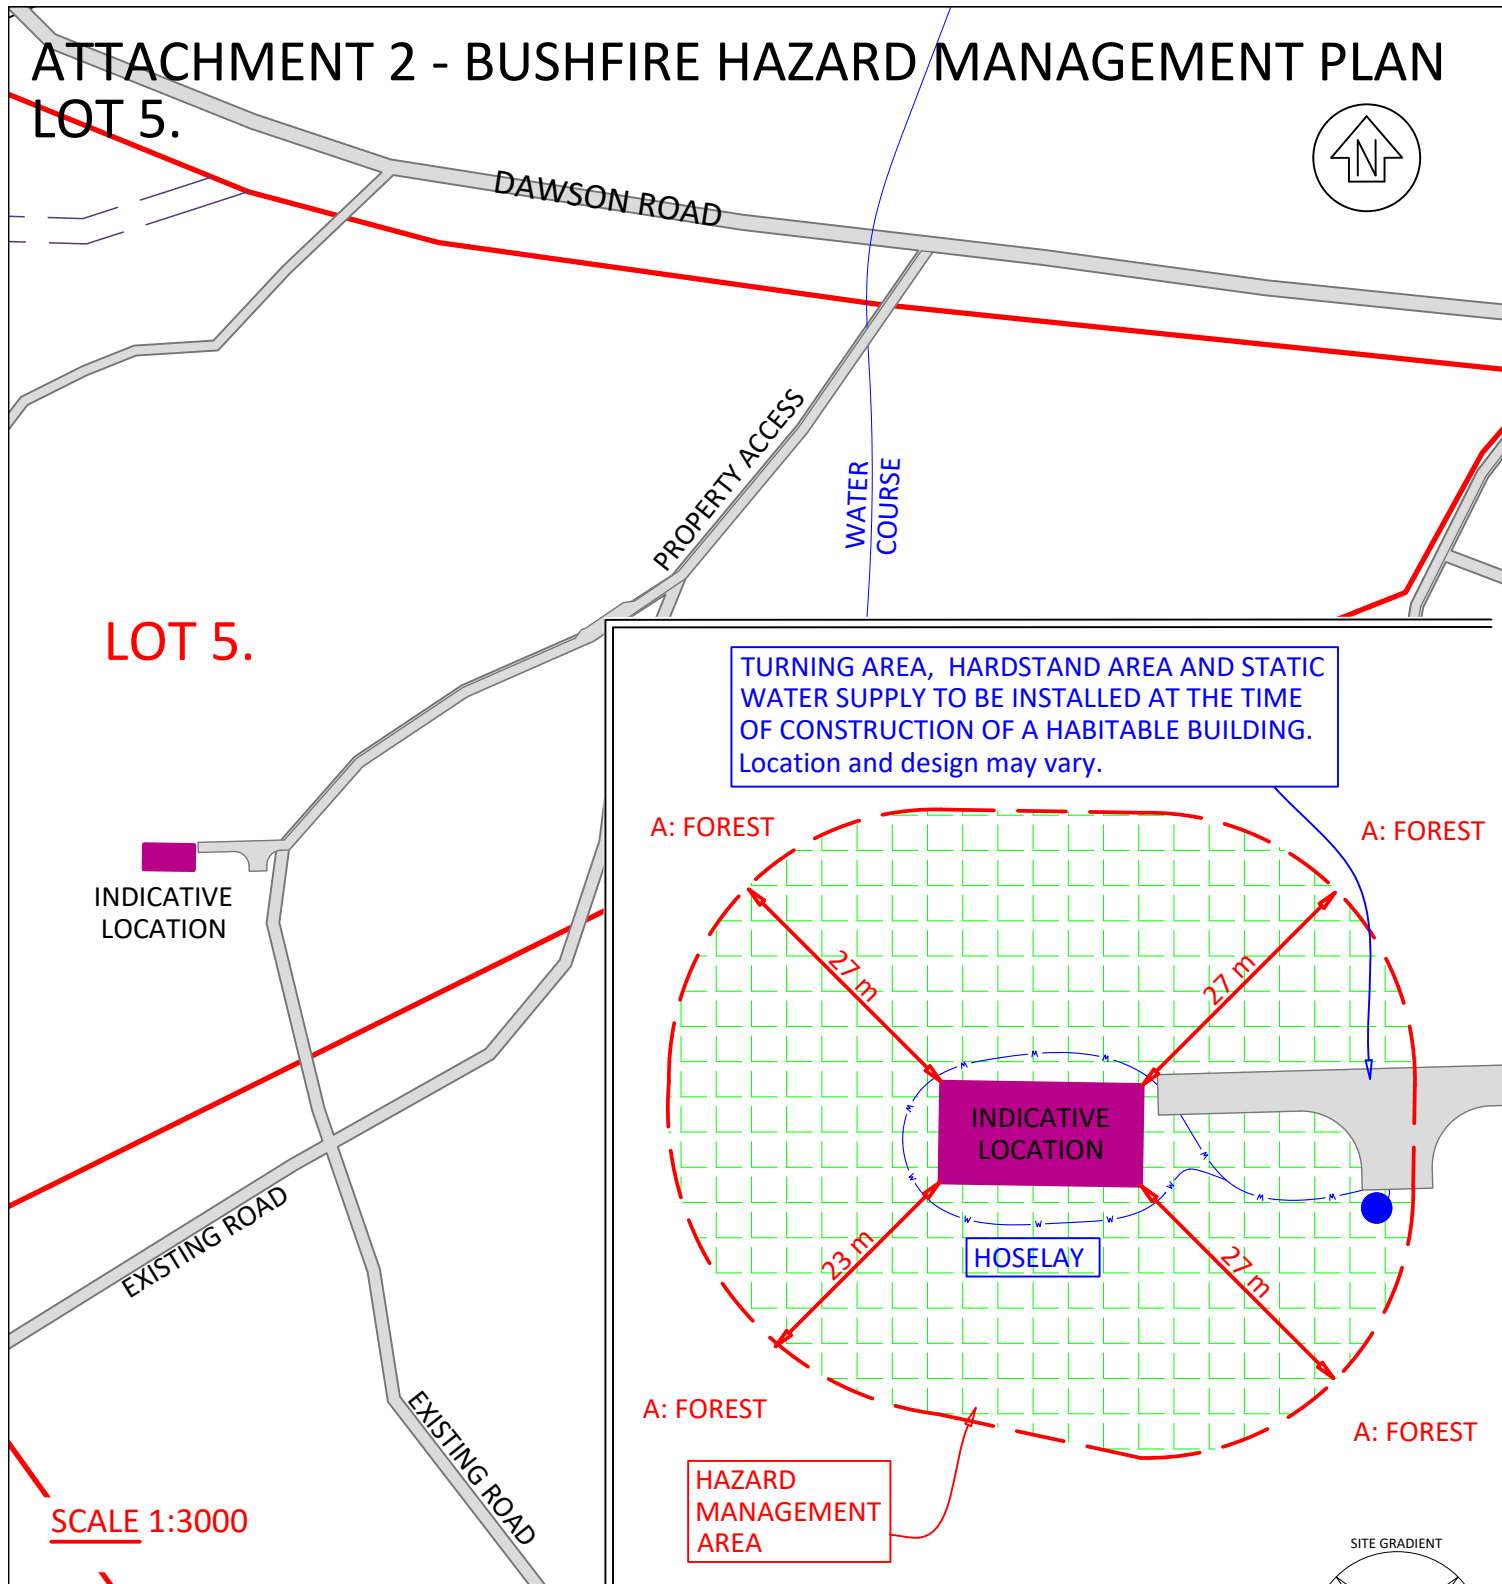 ATTACHMENT 2 - BUSHFIRE HAZARD MANAGEMENT PLAN
LOT 5.
N
DAWSON ROAD
PROPERTY ACCESS
WATER
COURSE
LOT 5.
INDICATIVE
LOCATION
EXISTING ROAD
EXISTING ROAD
SCALE 1:3000
TURNING AREA, HARDSTAND AREA AND STATIC
WATER SUPPLY TO BE INSTALLED AT THE TIME
OF CONSTRUCTION OF A HABITABLE BUILDING.
Location and design may vary.
A: FOREST
A: FOREST
27 m
27 m
W
W
W
W
W
W
W
W
W
W
W
W
INDICATIVE
LOCATION
23 m
27 m
HOSELAY
A: FOREST
A: FOREST
HAZARD
MANAGEMENT
AREA
SITE GRADIENT